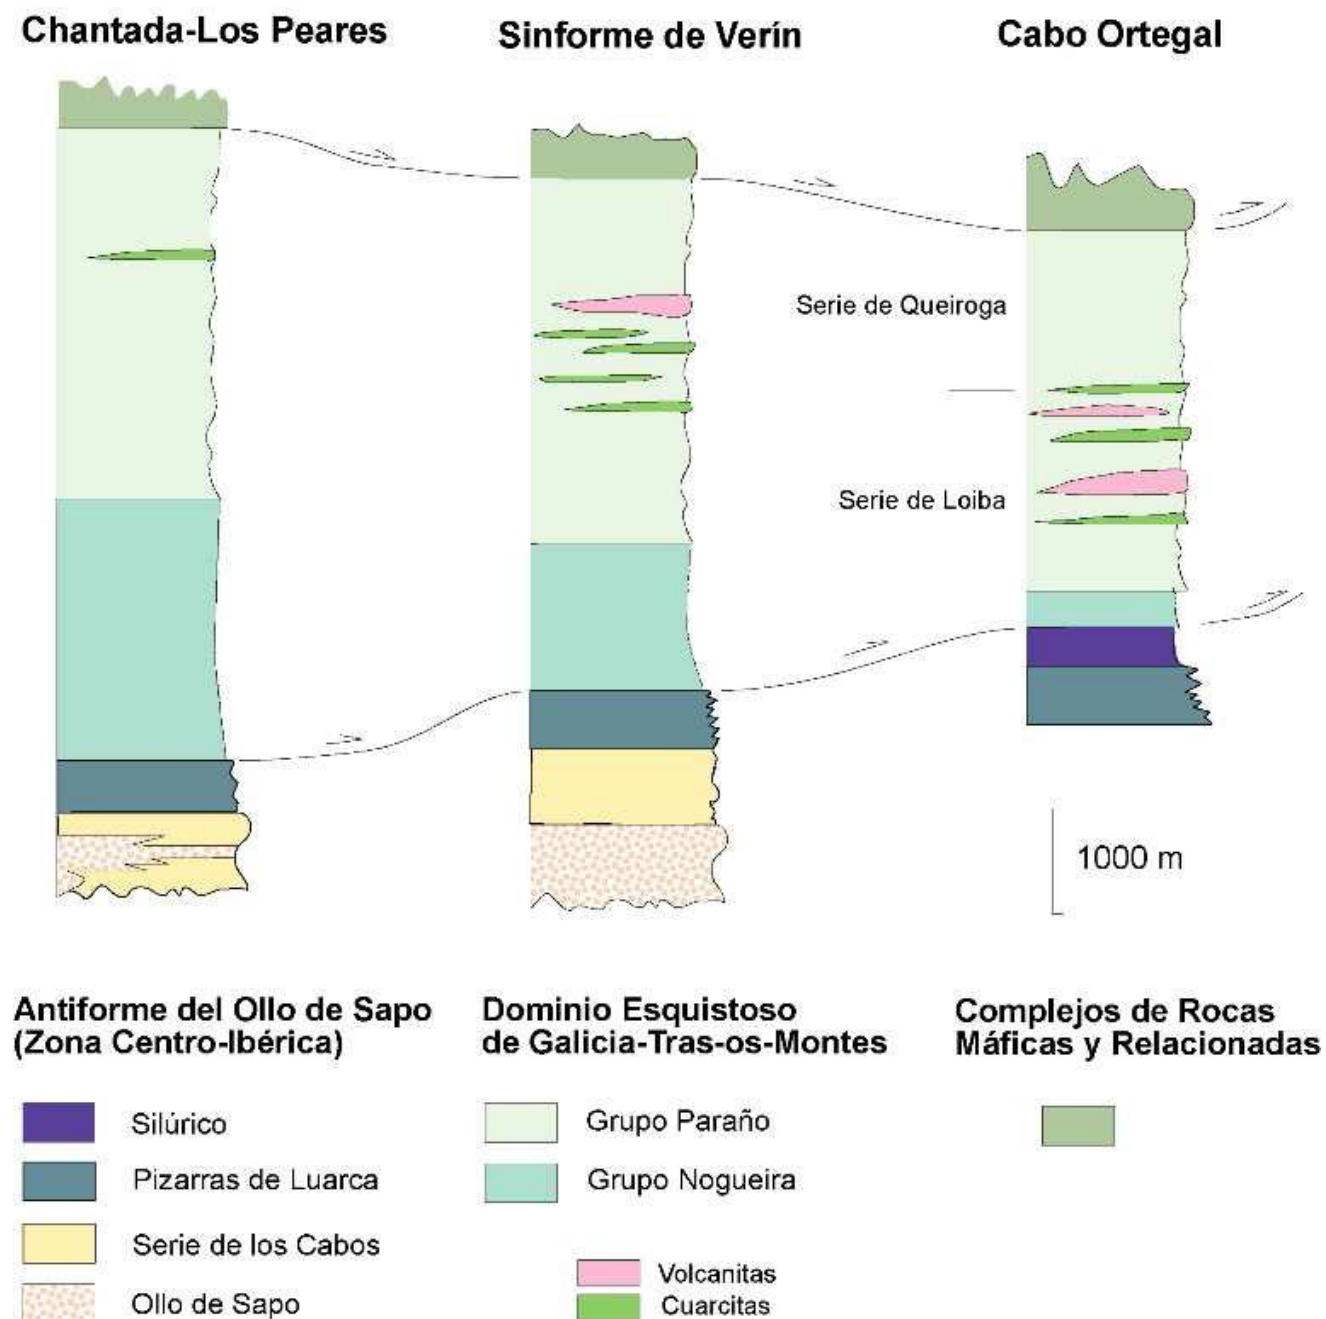 Chantada-Los Peares
Sinforme de Verín
Cabo Ortegal
Serie de Queiroga
Serie de Loiba
1000 m
Antiforme del Ollo de Sapo
(Zona Centro-Ibérica)
Silúrico
Pizarras de Luarca
Serie de los Cabos
Ollo de Sapo
Dominio Esquistoso
de Galicia-Tras-os-Montes
Grupo Paraño
Grupo Nogueira
Volcanitas
Cuarcitas
Complejos de Rocas
Máficas y Relacionadas